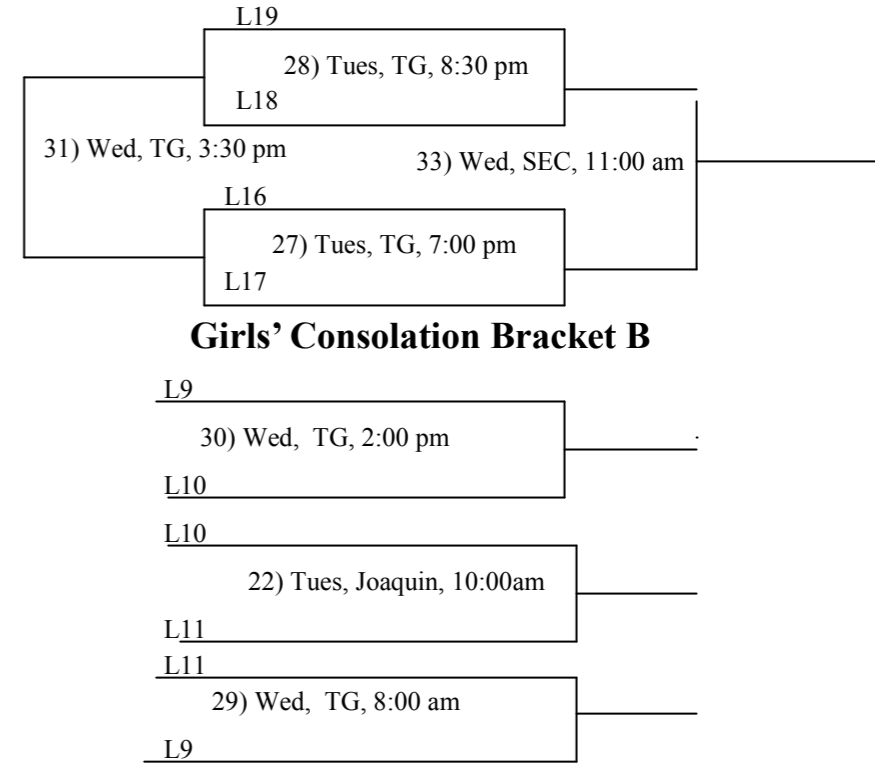 L19
28) Tues, TG, 8:30 pm
L18
31) Wed, TG, 3:30 pm
33) Wed, SEC, 11:00 am
L16
27) Tues, TG, 7:00 pm
L17
Girls’ Consolation Bracket B
L9
30) Wed,  TG, 2:00 pm
L10
L10
22) Tues, Joaquin, 10:00am
L11
L11
29) Wed,  TG, 8:00 am
L9